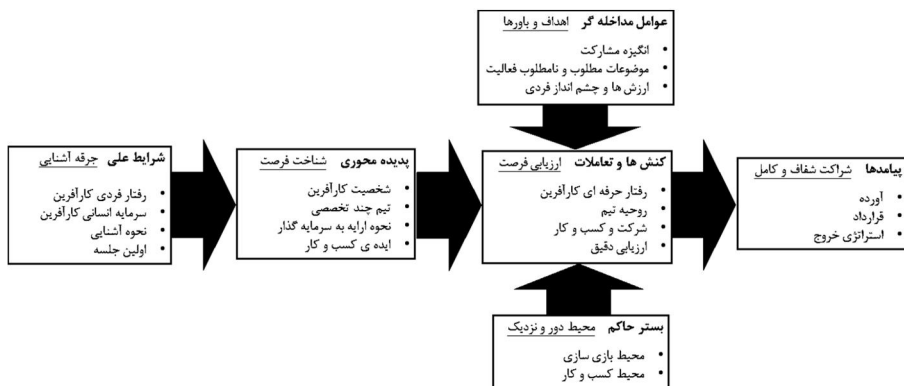 عوامل مداخله گر اهداف و باورها
انگیزه مشارکت
موضوعات مطلوب و نامطلوب فعالیت
ارزش ها و چشم انداز فردی
شرایط علی جرقه آشنایی
رفتار فردی کارآفرین
سرمایه انسانی کارآفرین
نحوه آشنایی
اولین جلسه
پدیده محوری شناخت فرصت
شخصیت کارآفرین
تیم چند تخصصی
نحوه ارایه به سرمایه گذار
ایده ی کسب و کار
کنش ها و تعاملات ارزیابی فرصت
رفتار حرفه ای کارآفرین
روحیه تیم
شرکت و کسب و کار
ارزیابی دقیق
پیامدها شراکت شفاف و کامل
آورده
قرارداد
استراتژی خروج
بستر حاکم محیط دور و نزدیک
محیط بازی سازی
محیط کسب و کار